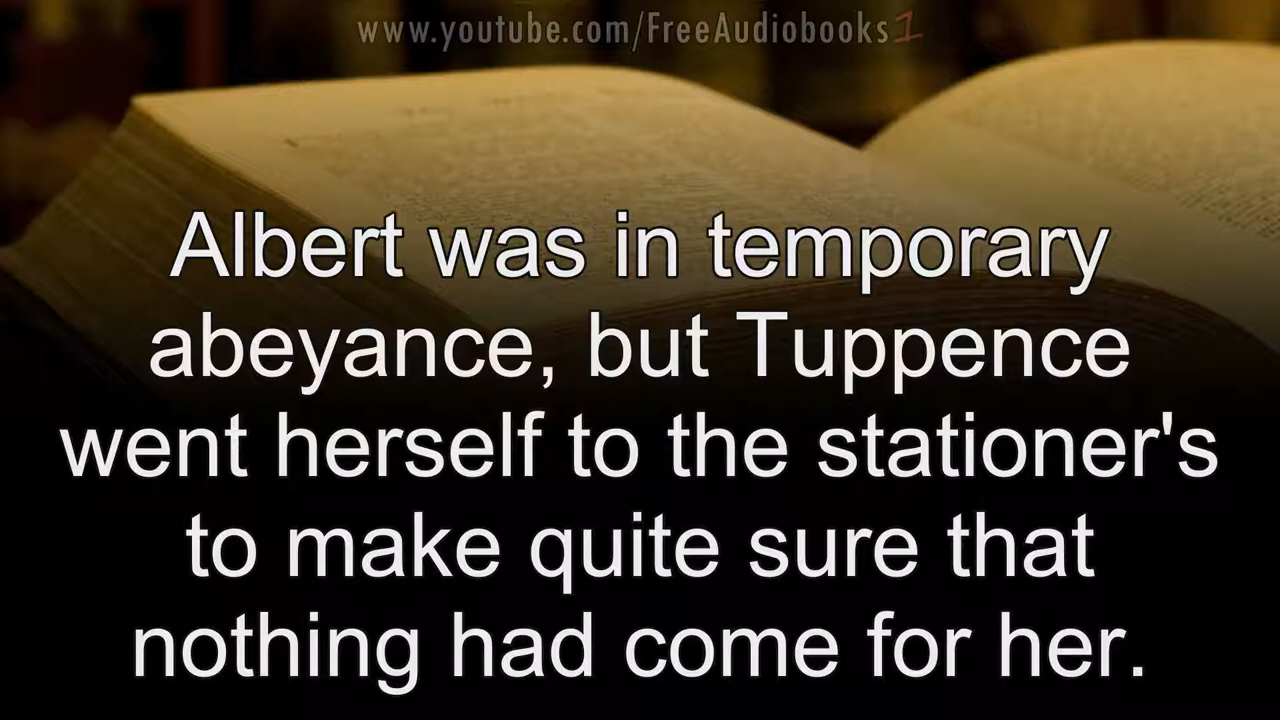 www.youtube.com/FreeAudiobooks1
Albert was in temporary
abeyance, but Tuppence
went herself to the stationer's
to make quite sure that
nothing had come for her.